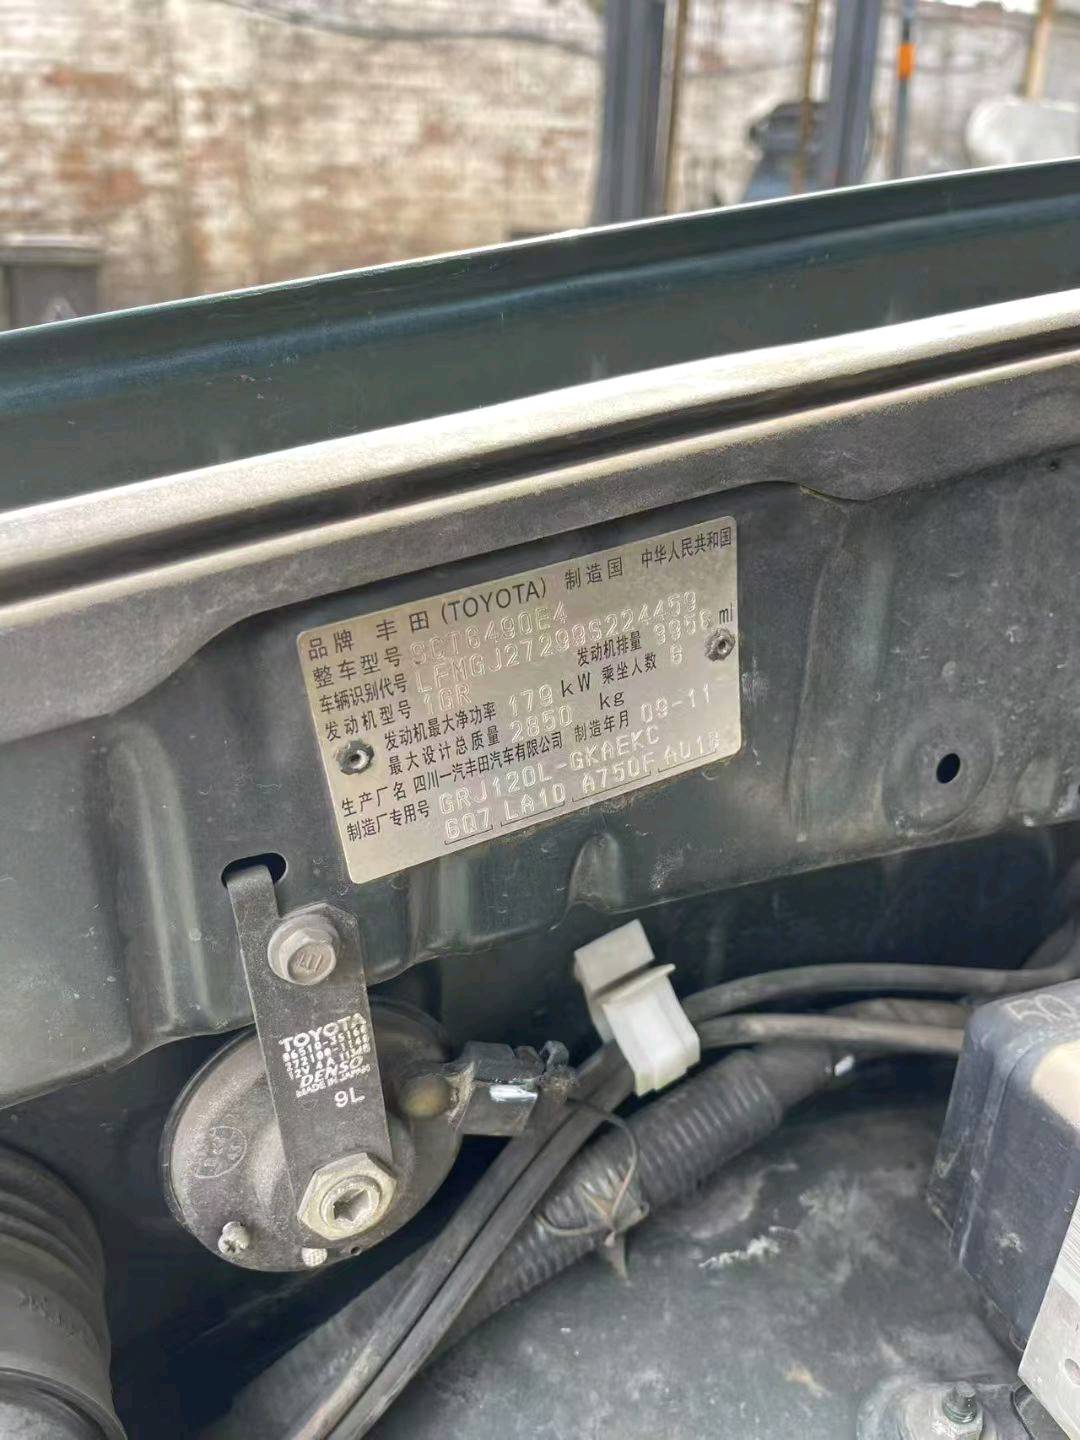 品牌 丰田(TOYOTA) 制造国 中华人民共和国
整车型号 SCT6490E4
车辆识别代号 LFMGJ27299S224459
发动机型号 1GR 发动机排量 3956 ml
发动机最大净功率 179 kW 乘坐人数 6
最大设计总质量 2850 kg
生产厂名 四川一汽丰田汽车有限公司 制造年月 09-11
制造厂专用号 GRJ120L-GKAEKC
6Q7 LA10 A750F
TOYOTA
DENSO
MADE IN JAPAN
9L